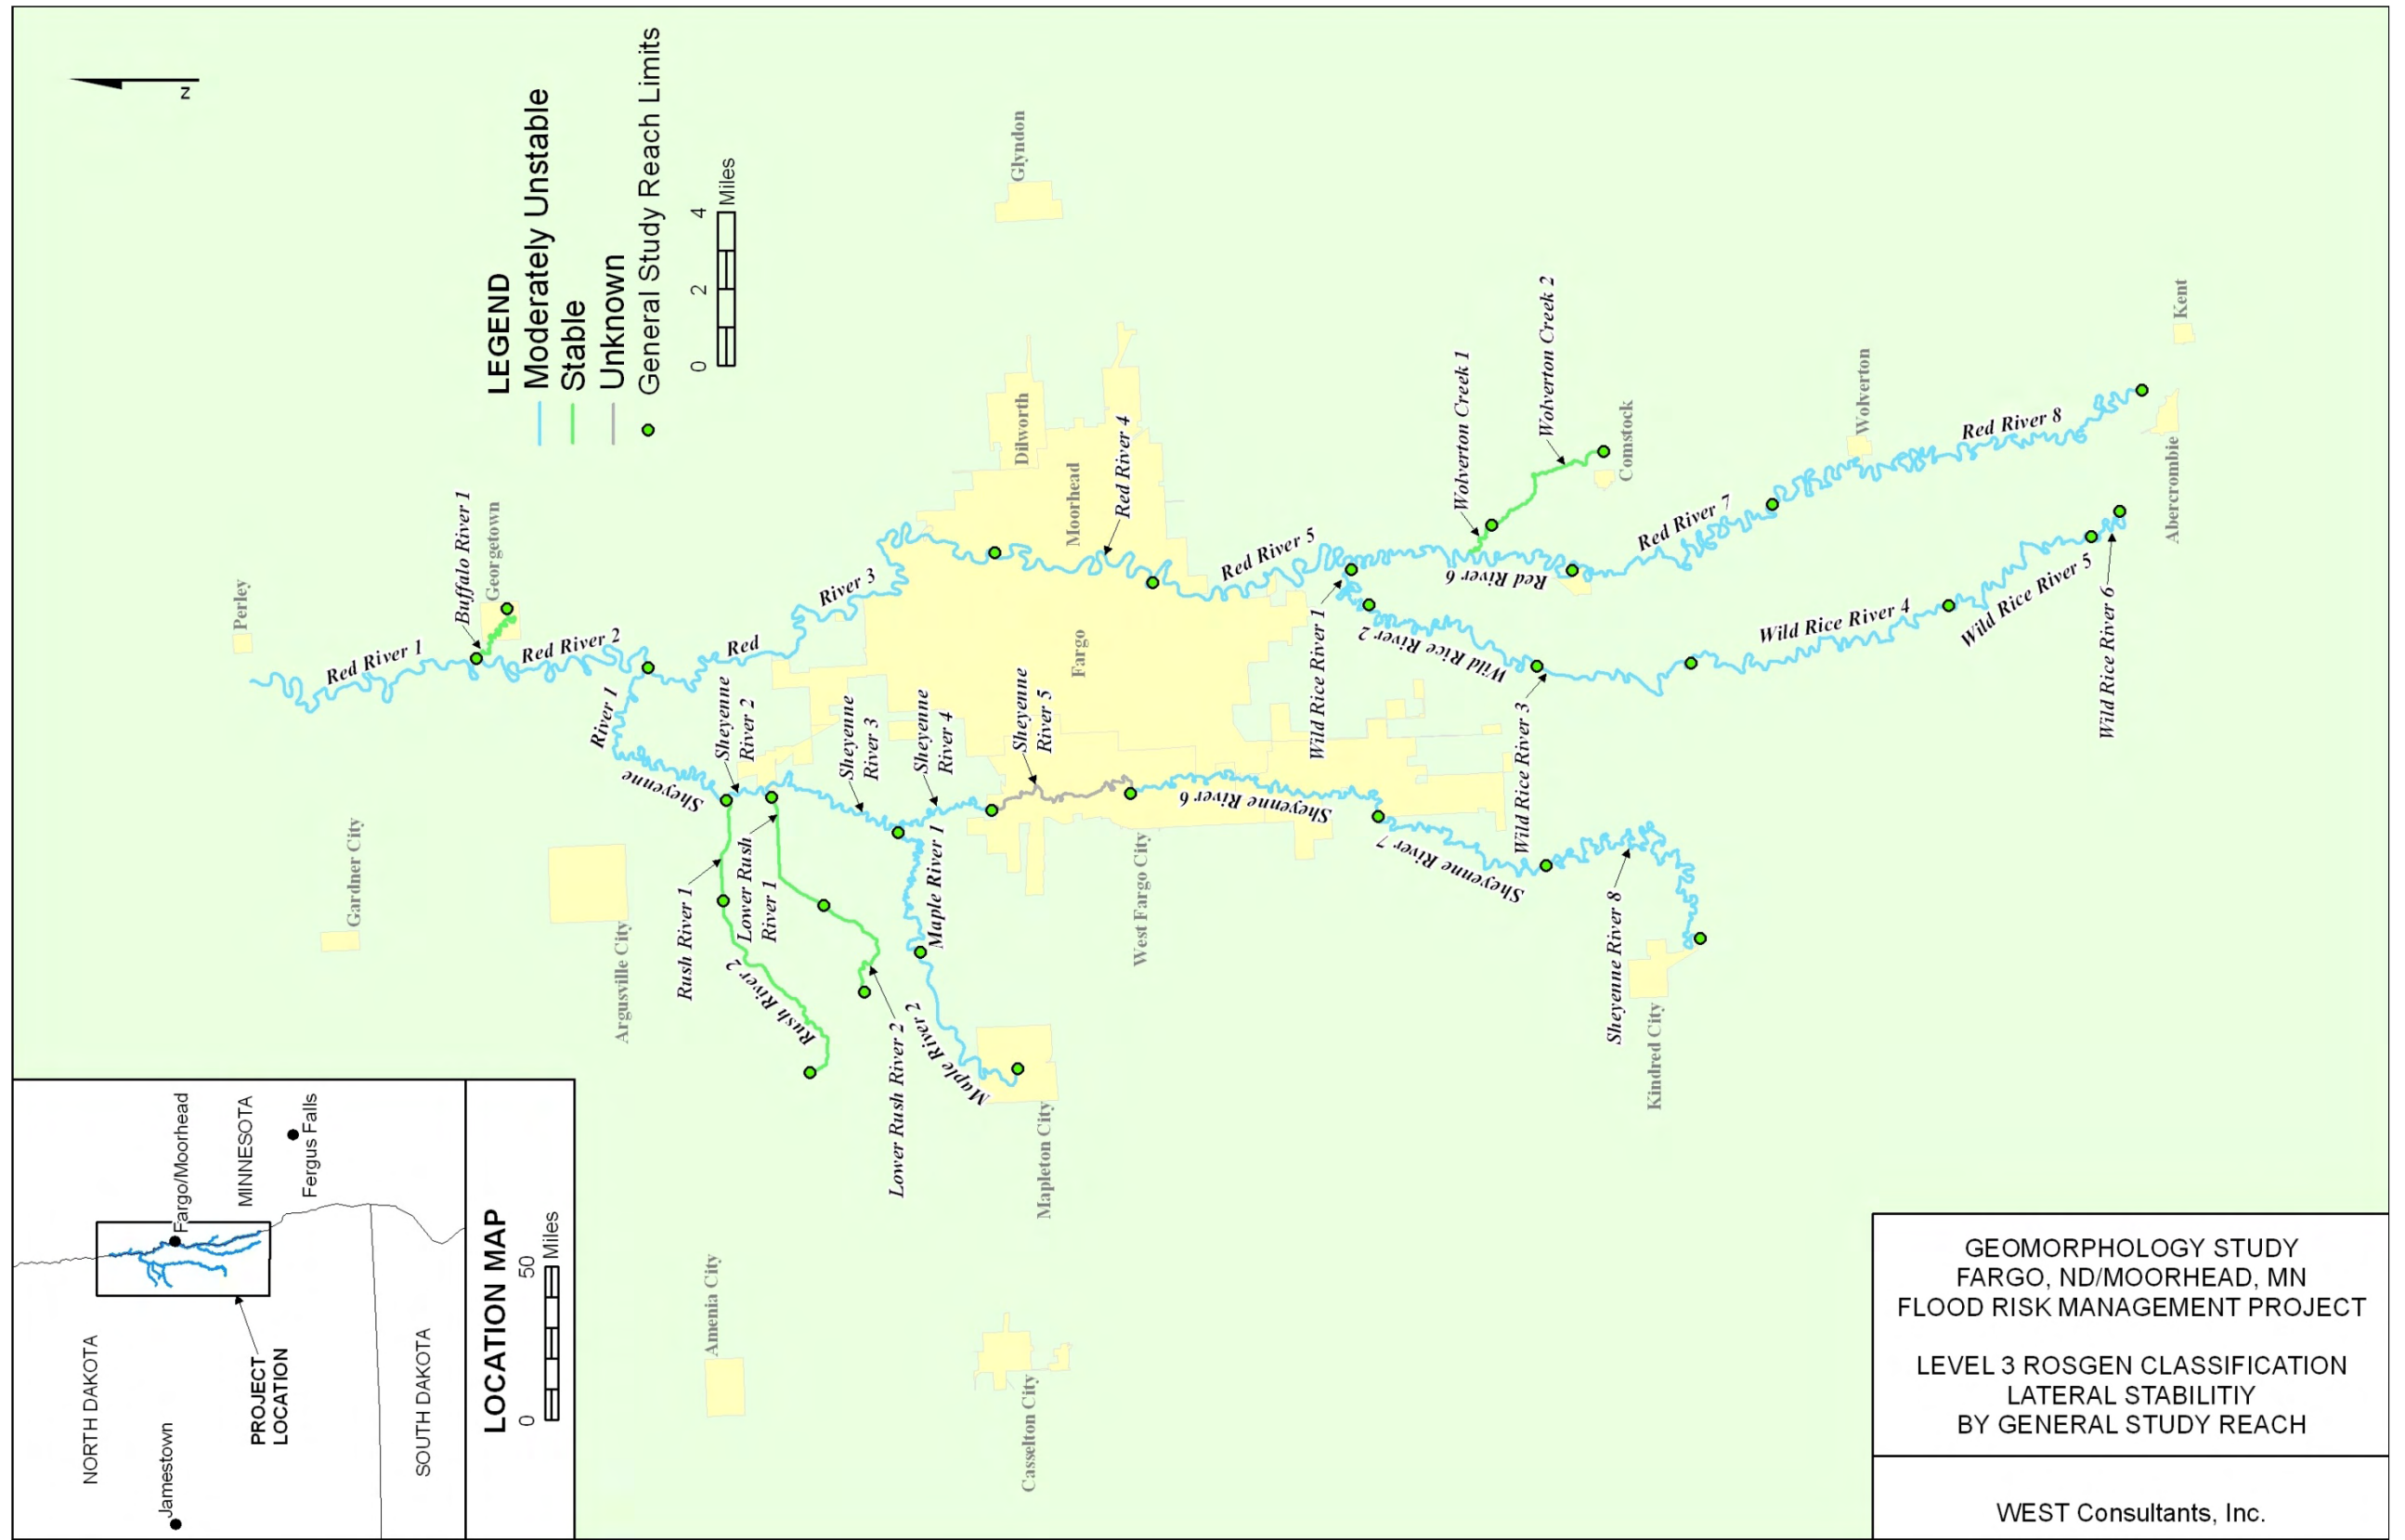 N
LEGEND
Moderately Unstable
Stable
Unknown
General Study Reach Limits
0 2 4
Miles
Perley
Buffalo River 1
Georgetown
Red River 1
Red River 2
River 1
Sheyenne
Red
River 3
Sheyenne
River 2
Sheyenne
River 3
Sheyenne
River 4
Sheyenne
River 5
Glyndon
Dilworth
Moorhead
Red River 4
Fargo
Red River 5
Wolverton Creek 1
Wolverton Creek 2
Comstock
Red River 6
Red River 7
Wolverton
Red River 8
Kent
Abercrombie
Wild Rice River 1
Wild Rice River 2
Wild Rice River 3
Wild Rice River 4
Wild Rice River 5
Wild Rice River 6
Gardner City
Argusville City
Rush River 1
Lower Rush
River 1
Rush River 2
Lower Rush River 2
Maple River 1
Maple River 2
West Fargo City
Sheyenne River 6
Sheyenne River 7
Sheyenne River 8
Kindred City
Mapleton City
Amenia City
Casselton City
NORTH DAKOTA
Jamestown
PROJECT
LOCATION
Fargo/Moorhead
MINNESOTA
Fergus Falls
SOUTH DAKOTA
LOCATION MAP
0 50
Miles
GEOMORPHOLOGY STUDY
FARGO, ND/MOORHEAD, MN
FLOOD RISK MANAGEMENT PROJECT
LEVEL 3 ROSGEN CLASSIFICATION
LATERAL STABILITIY
BY GENERAL STUDY REACH
WEST Consultants, Inc.